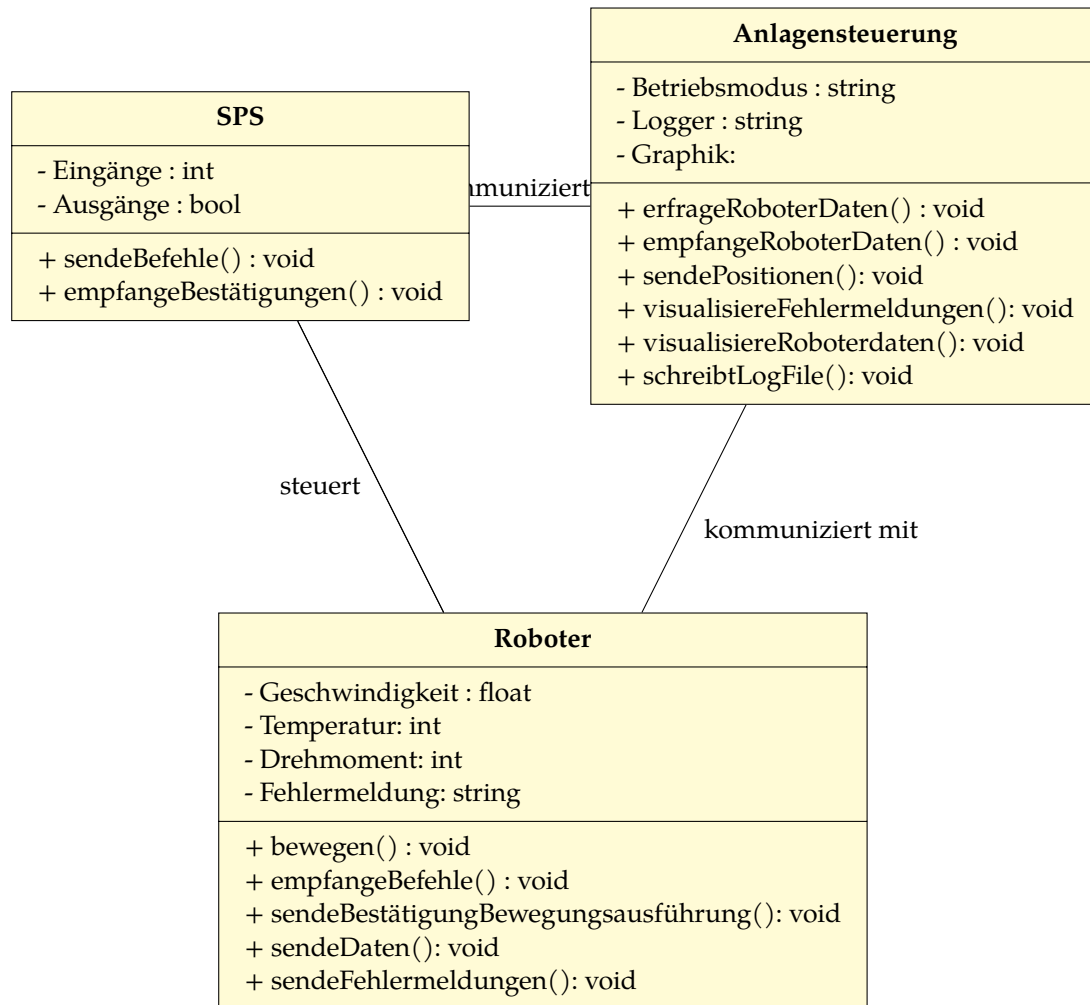 SPS
- Eingänge : int
- Ausgänge : bool
+ sendeBefehle() : void
+ empfangeBestätigungen() : void
Anlagensteuerung
- Betriebsmodus : string
- Logger : string
- Graphik:
+ erfrageRoboterDaten() : void
+ empfangeRoboterDaten() : void
+ sendePositionen(): void
+ visualisiereFehlermeldungen(): void
+ visualisiereRoboterdaten(): void
+ schreibtLogFile(): void
steuert
kommuniziert mit
Roboter
- Geschwindigkeit : float
- Temperatur: int
- Drehmoment: int
- Fehlermeldung: string
+ bewegen() : void
+ empfangeBefehle() : void
+ sendeBestätigungBewegungsausführung(): void
+ sendeDaten(): void
+ sendeFehlermeldungen(): void